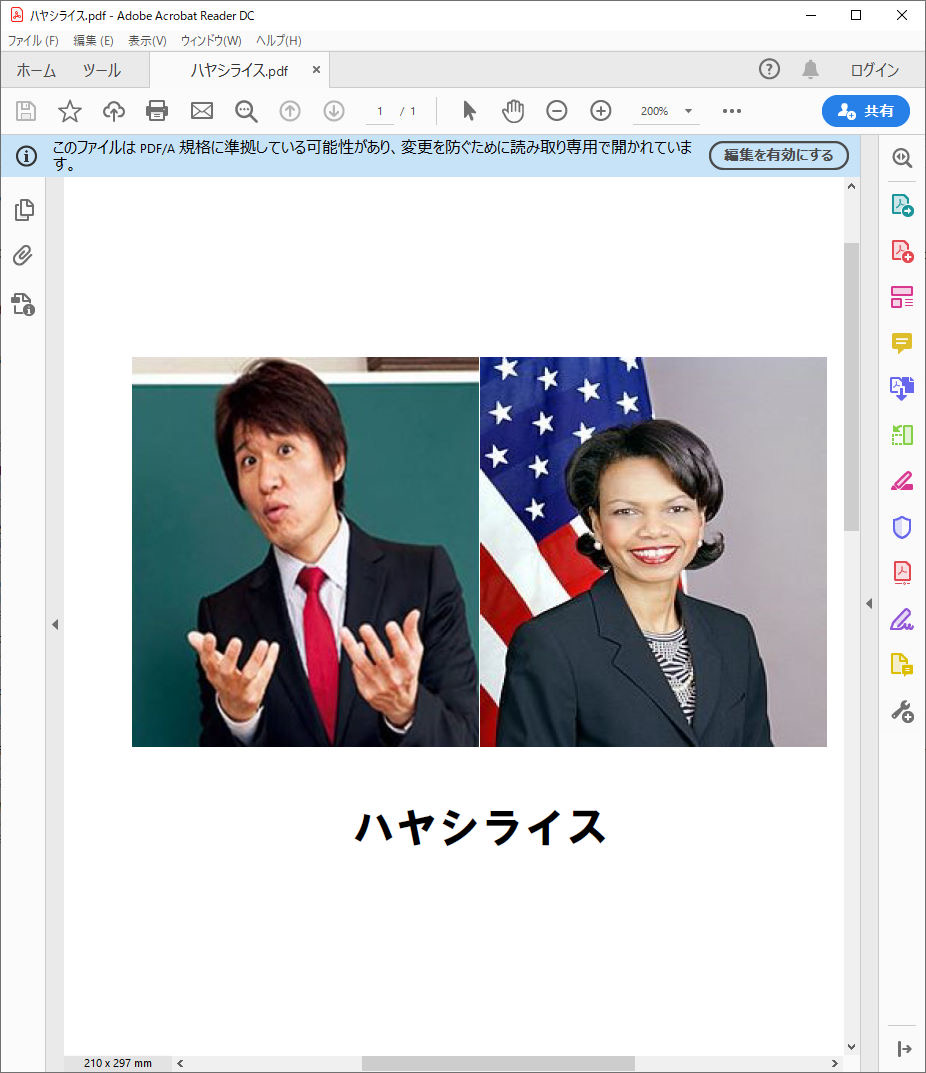 ハヤシライス.pdf - Adobe Acrobat Reader DC
ファイル(F) 編集(E) 表示(V) ウィンドウ(W) ヘルプ(H)
ホーム ツール ハヤシライス.pdf × ログイン
1 / 1 200% 共有
このファイルは PDF/A 規格に準拠している可能性があり、変更を防ぐために読み取り専用で開かれていま
す。
編集を有効にする
ハヤシライス
210 x 297 mm